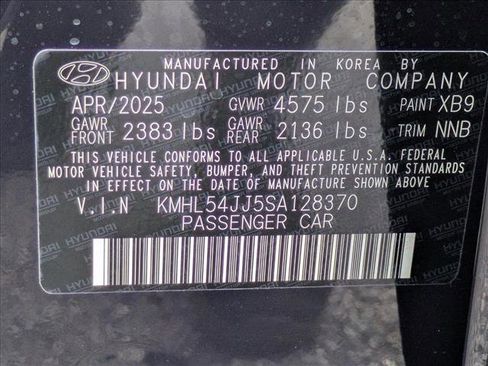 MANUFACTURED IN KOREA BY
HYUNDAI MOTOR COMPANY
APR/2025 GVWR 4575 lbs PAINT XB9
GAWR FRONT 2383 lbs GAWR REAR 2136 lbs TRIM NNB
THIS VEHICLE CONFORMS TO ALL APPLICABLE U.S.A. FEDERAL
MOTOR VEHICLE SAFETY, BUMPER, AND THEFT PREVENTION STANDARDS
IN EFFECT ON THE DATE OF MANUFACTURE SHOWN ABOVE
V.I.N KMHL54JJ5SA128370
PASSENGER CAR